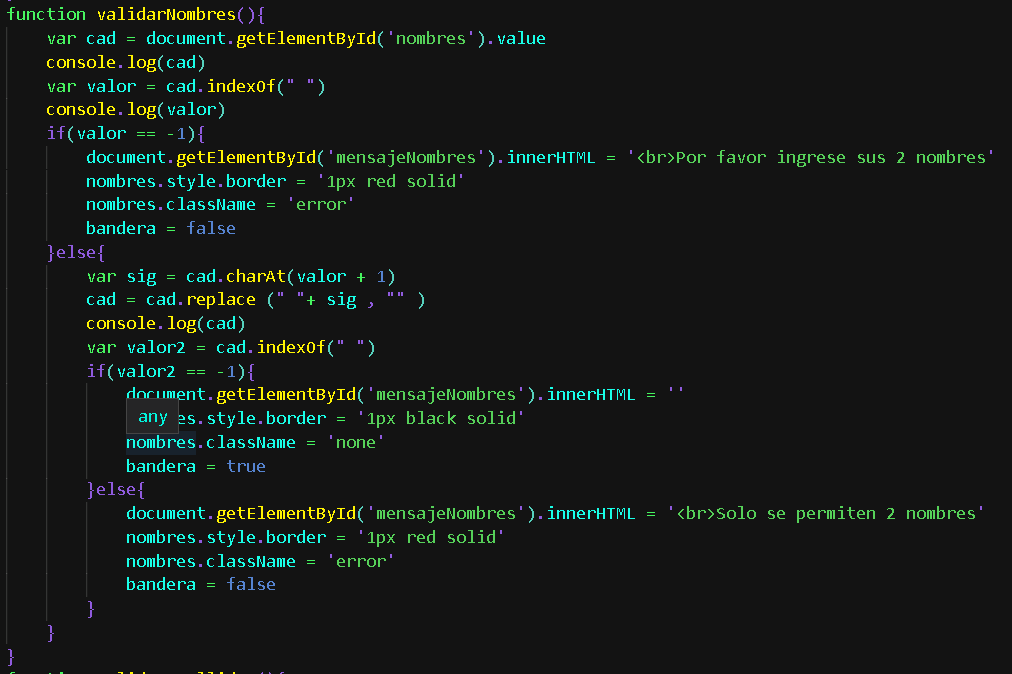 function validarNombres(){
var cad = document.getElementById('nombres').value
console.log(cad)
var valor = cad.indexOf(" ")
console.log(valor)
if(valor == -1){
document.getElementById('mensajeNombres').innerHTML = '<br>Por favor ingrese sus 2 nombres'
nombres.style.border = '1px red solid'
nombres.className = 'error'
bandera = false
}else{
var sig = cad.charAt(valor + 1)
cad = cad.replace (" "+ sig , "" )
console.log(cad)
var valor2 = cad.indexOf(" ")
if(valor2 == -1){
document.getElementById('mensajeNombres').innerHTML = ''
any es.style.border = '1px black solid'
nombres.className = 'none'
bandera = true
}else{
document.getElementById('mensajeNombres').innerHTML = '<br>Solo se permiten 2 nombres'
nombres.style.border = '1px red solid'
nombres.className = 'error'
bandera = false
}
}
}